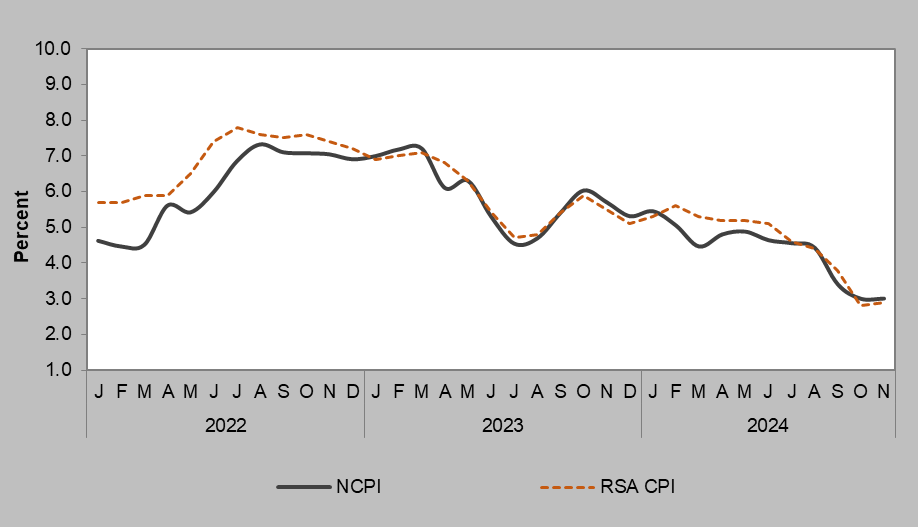 10.0
9.0
8.0
7.0
6.0
5.0
4.0
3.0
2.0
1.0
Percent
J F M A M J J A S O N D J F M A M J J A S O N D J F M A M J J A S O N
2022 2023 2024
NCPI RSA CPI